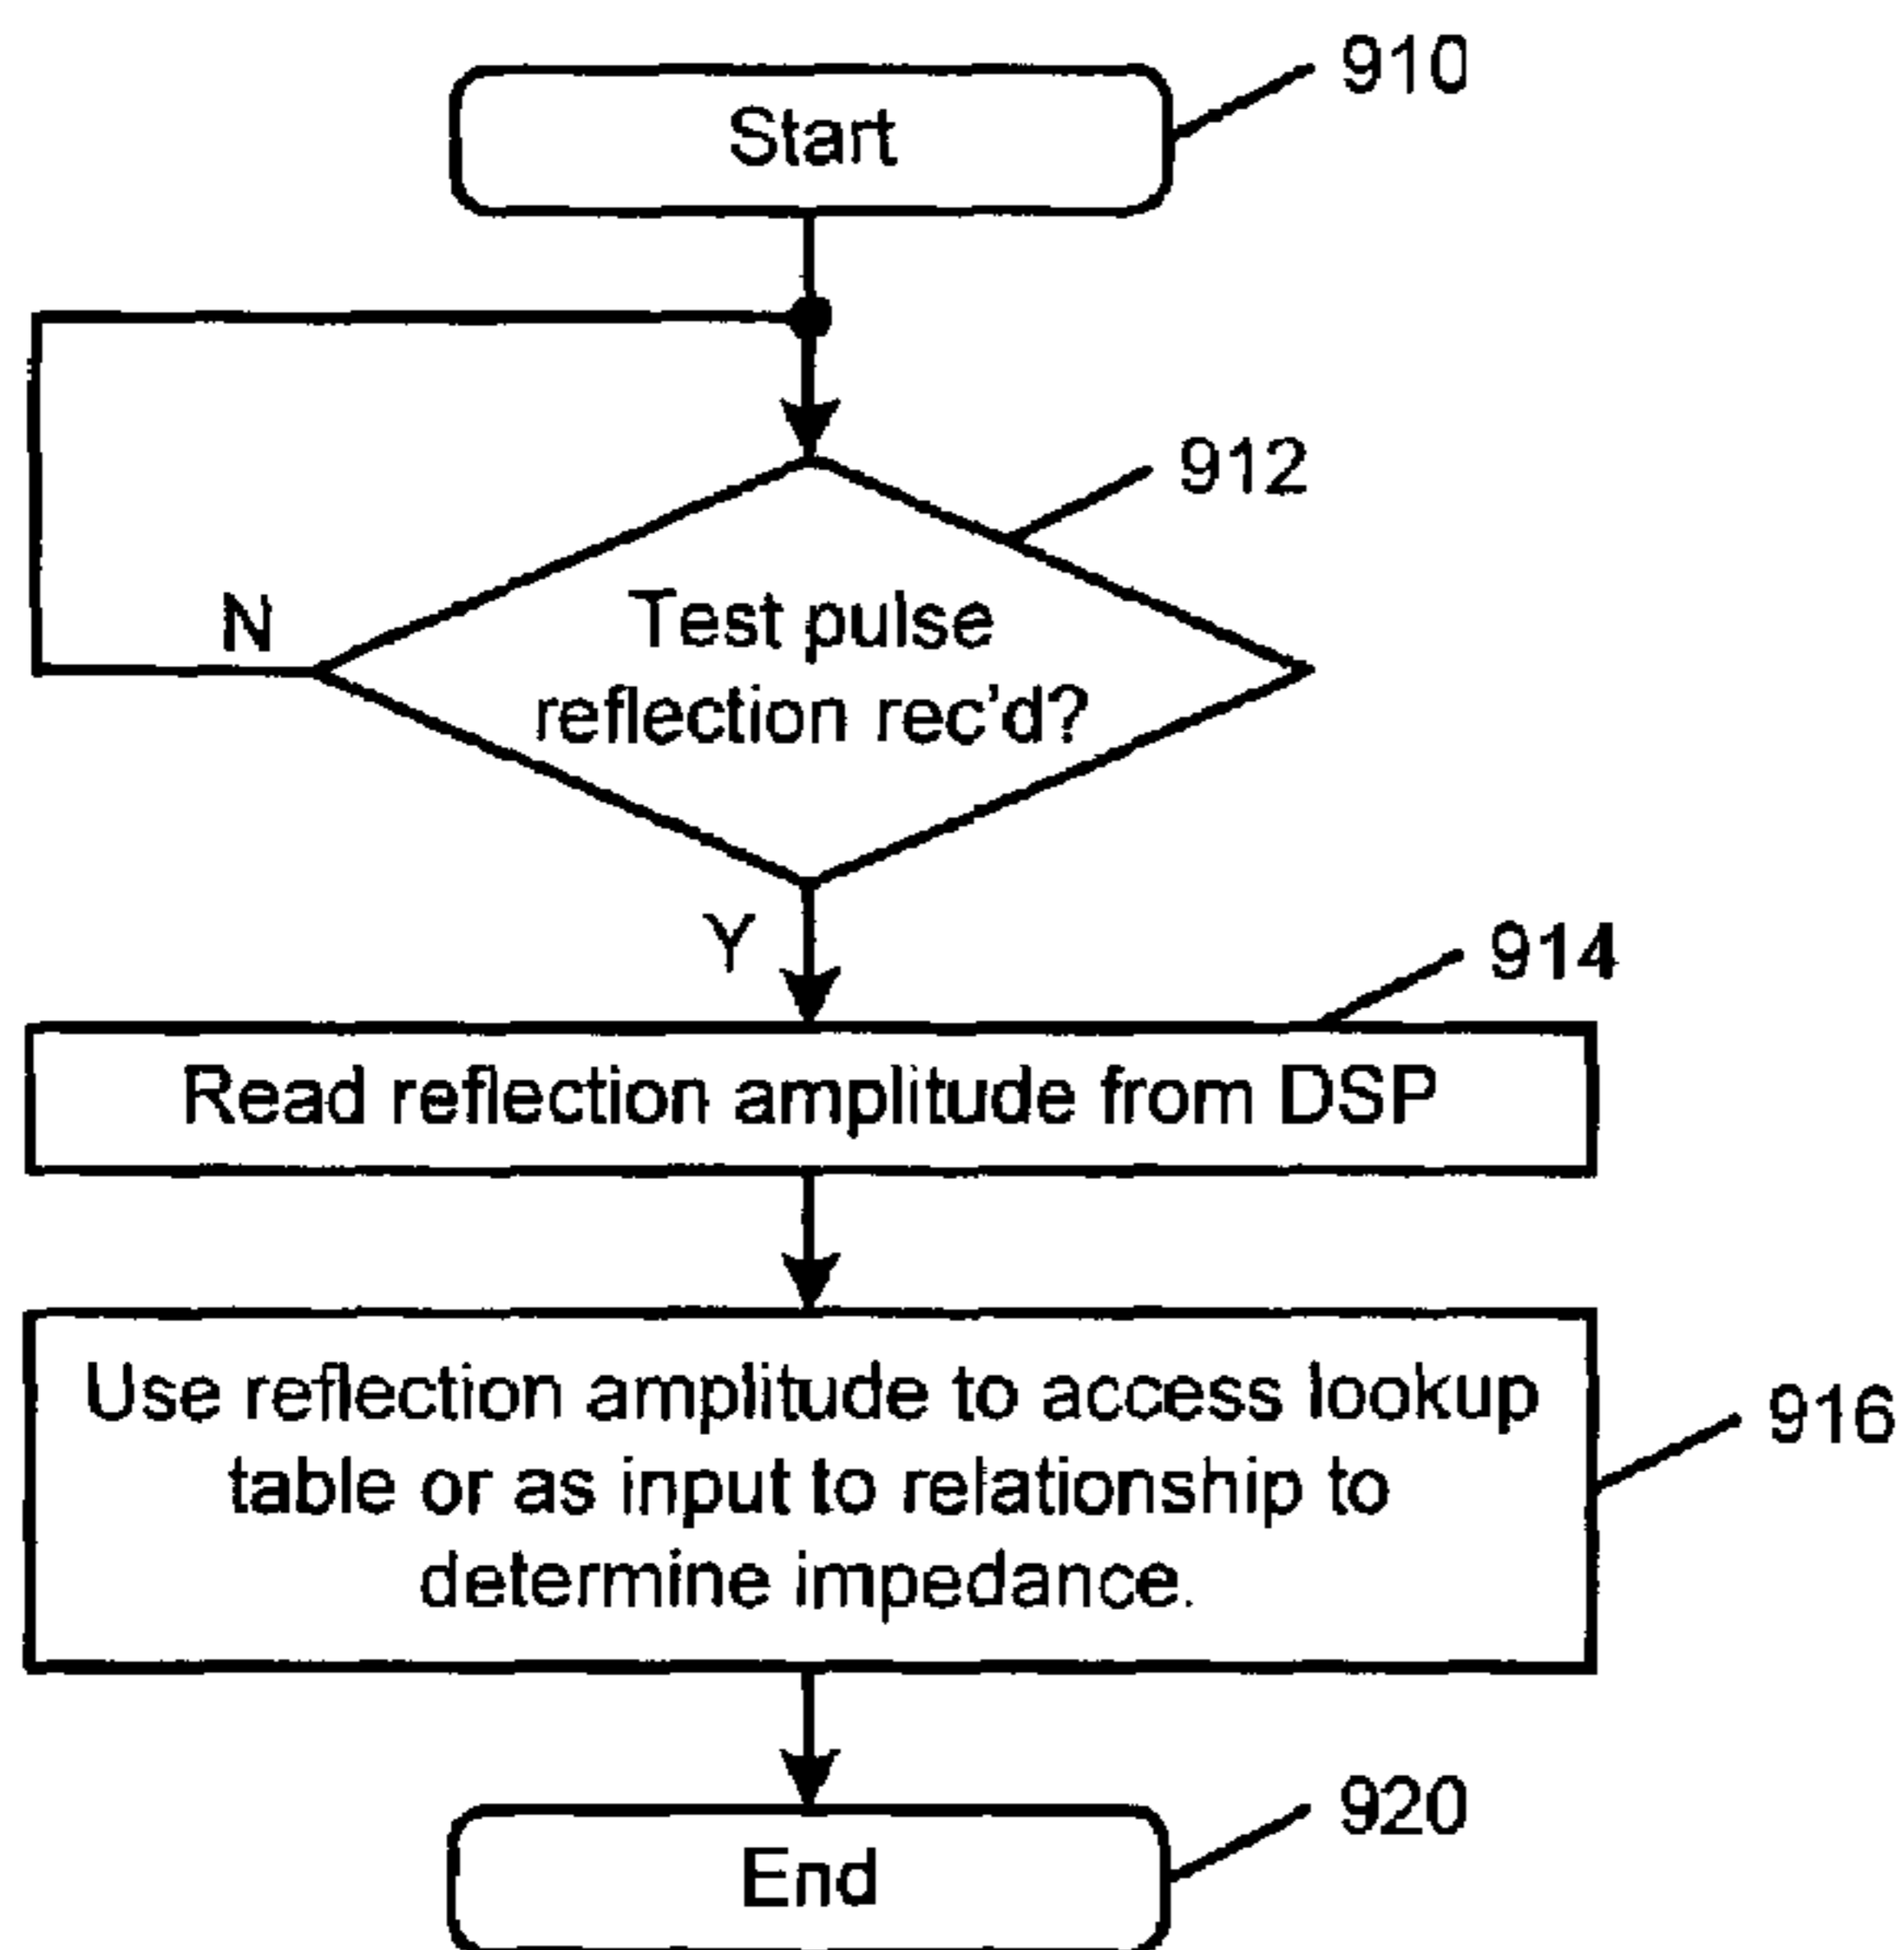 910
Start
912
N
Test pulse
reflection rec'd?
Y
914
Read reflection amplitude from DSP
Use reflection amplitude to access lookup
table or as input to relationship to
determine impedance.
916
920
End